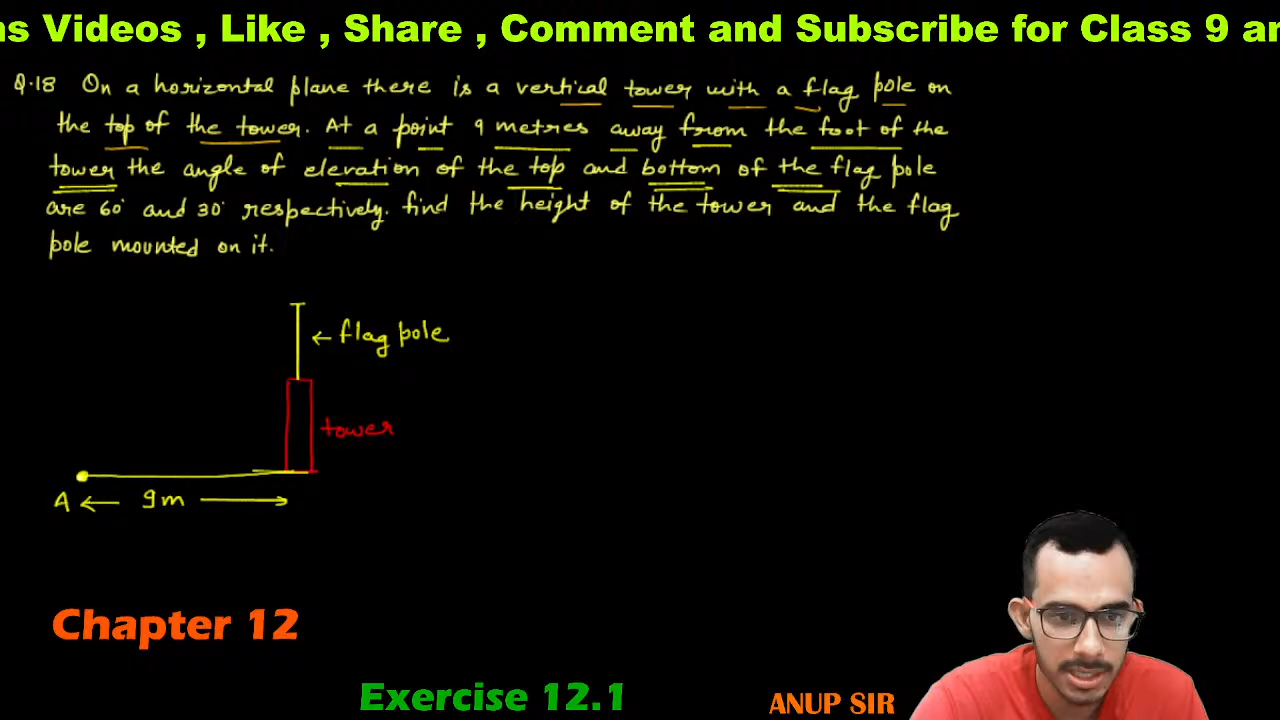 ns Videos , Like , Share , Comment and Subscribe for Class 9 an
Q.18 On a horizontal plane there is a vertical tower with a flag pole on
the top of the tower. At a point 9 metres away from the foot of the
tower the angle of elevation of the top and bottom of the flag pole
are 60° and 30° respectively. find the height of the tower and the flag
pole mounted on it.
← flag pole
tower
A ← 9m →
Chapter 12
Exercise 12.1
ANUP SIR